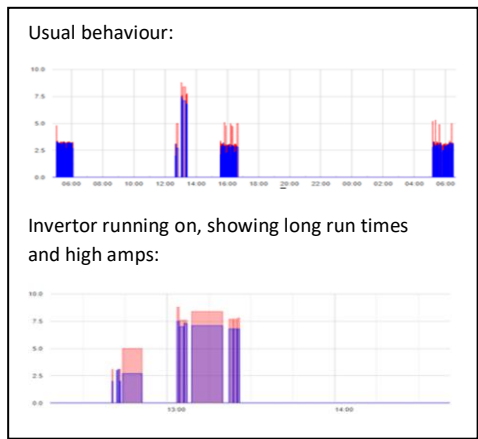 Usual behaviour:
10.0
7.5
5.0
2.5
0.0
06:00 08:00 10:00 12:00 14:00 16:00 18:00 20:00 22:00 00:00 02:00 04:00 06:00
Invertor running on, showing long run times
and high amps:
10.0
7.5
5.0
2.5
0.0
13:00 14:00